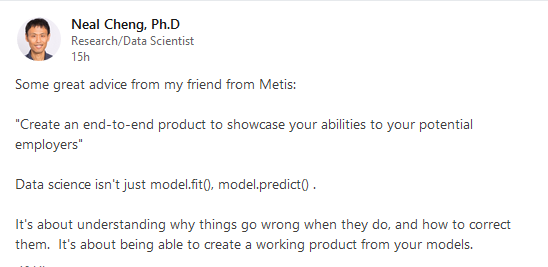 Neal Cheng, Ph.D
Research/Data Scientist
15h
Some great advice from my friend from Metis:
"Create an end-to-end product to showcase your abilities to your potential
employers"
Data science isn't just model.fit(), model.predict() .
It's about understanding why things go wrong when they do, and how to correct
them.  It's about being able to create a working product from your models.